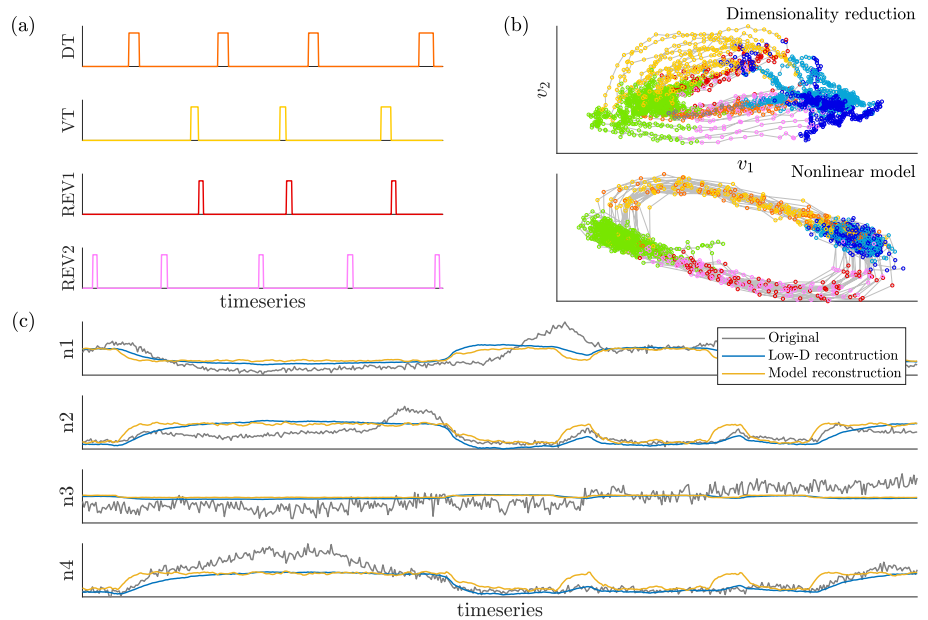 (a)
DT
VT
REV1
REV2
timeseries
(b)
Dimensionality reduction
v2
v1
Nonlinear model
(c)
n1
Original
Low-D recontruction
Model reconstruction
n2
n3
n4
timeseries